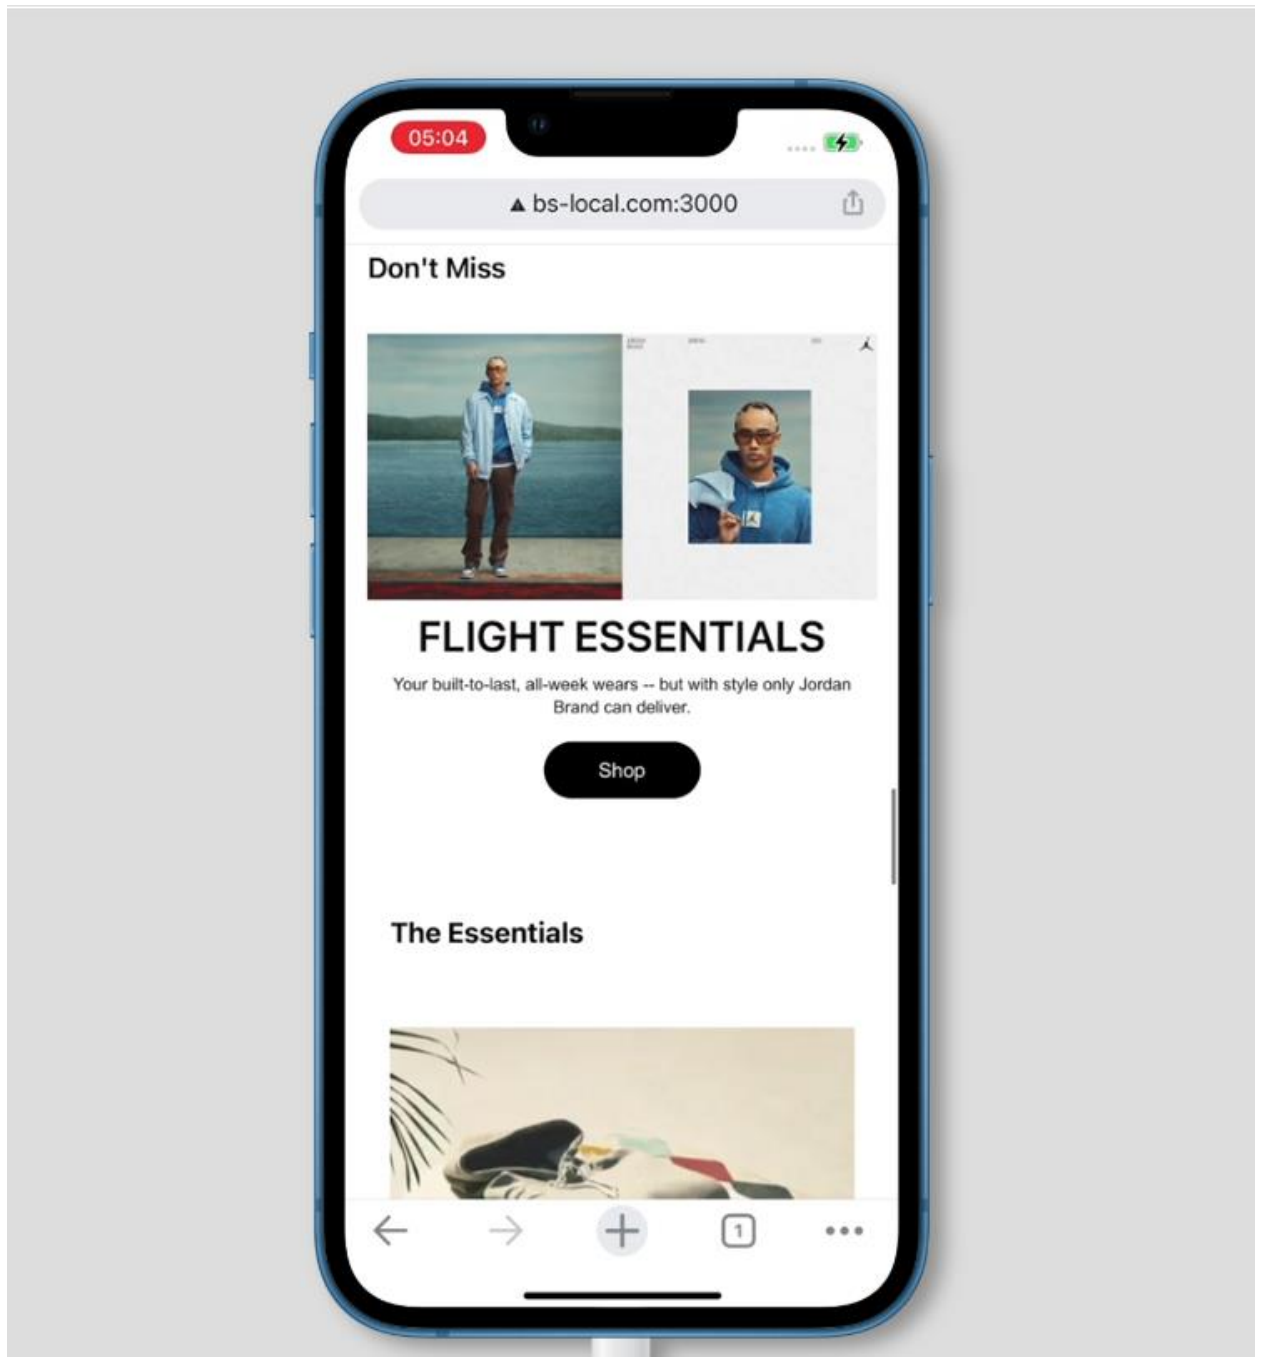 05:04
bs-local.com:3000
Don't Miss
FLIGHT ESSENTIALS
Your built-to-last, all-week wears -- but with style only Jordan
Brand can deliver.
Shop
The Essentials
1